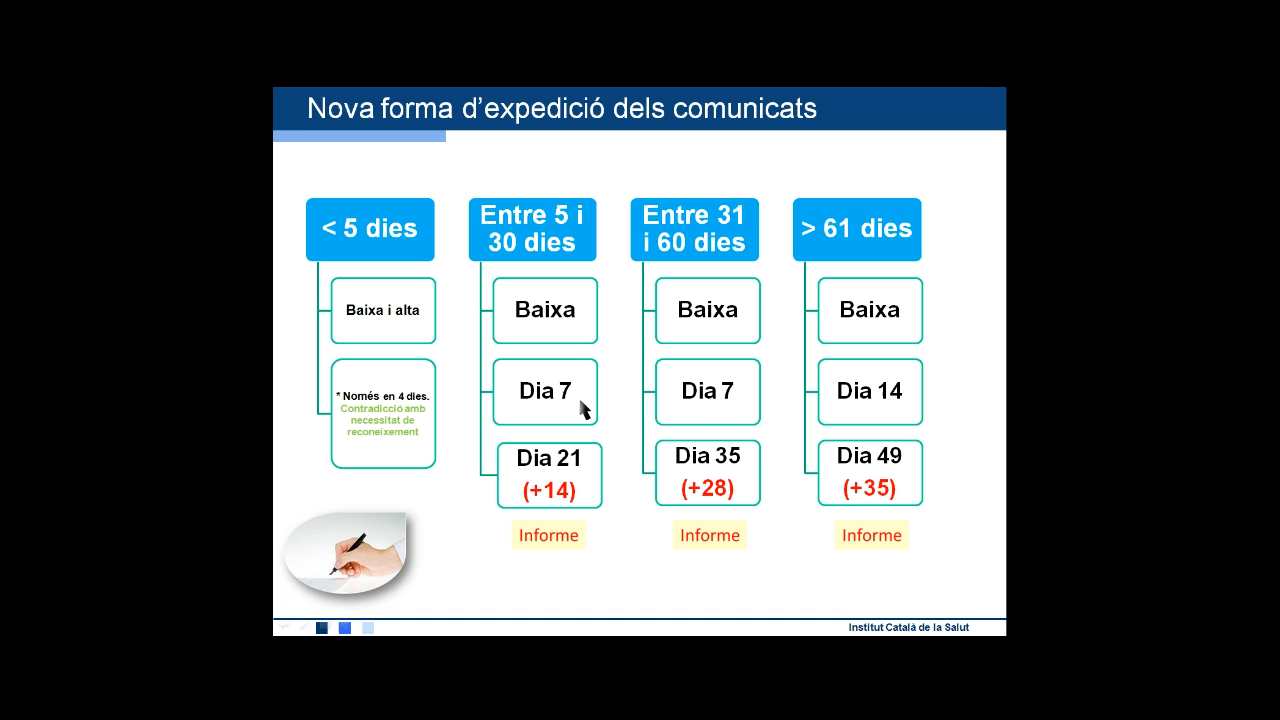 Nova forma d'expedició dels comunicats
< 5 dies
Baixa i alta
* Només en 4 dies.
Contradicció amb
necessitat de
reconeixement
Entre 5 i
30 dies
Baixa
Dia 7
Dia 21
(+14)
Informe
Entre 31
i 60 dies
Baixa
Dia 7
Dia 35
(+28)
Informe
> 61 dies
Baixa
Dia 14
Dia 49
(+35)
Informe
Institut Català de la Salut